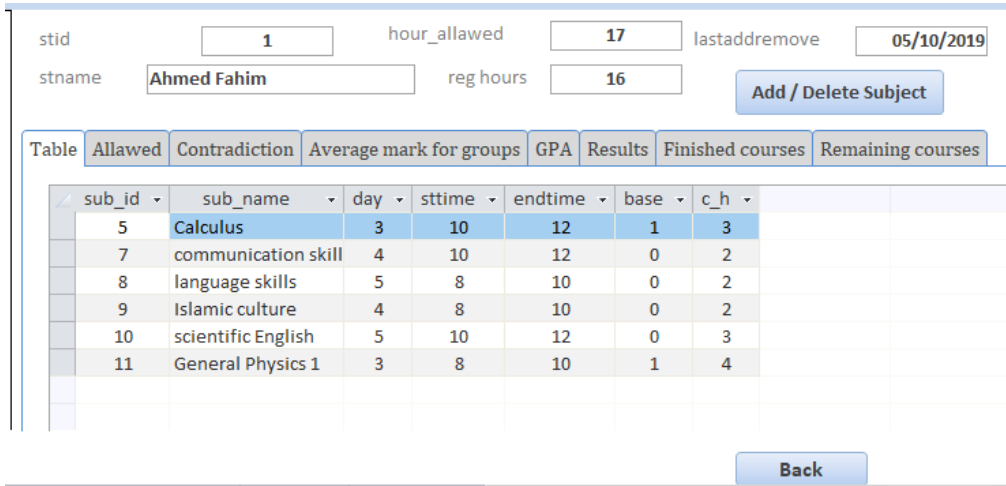 stid 1 hour_allowed 17 lastaddremove 05/10/2019
stname Ahmed Fahim reg hours 16 Add / Delete Subject
Table Allawed Contradiction Average mark for groups GPA Results Finished courses Remaining courses
sub_id sub_name day sttime endtime base c_h
5 Calculus 3 10 12 1 3
7 communication skill 4 10 12 0 2
8 language skills 5 8 10 0 2
9 Islamic culture 4 8 10 0 2
10 scientific English 5 10 12 0 3
11 General Physics 1 3 8 10 1 4
Back